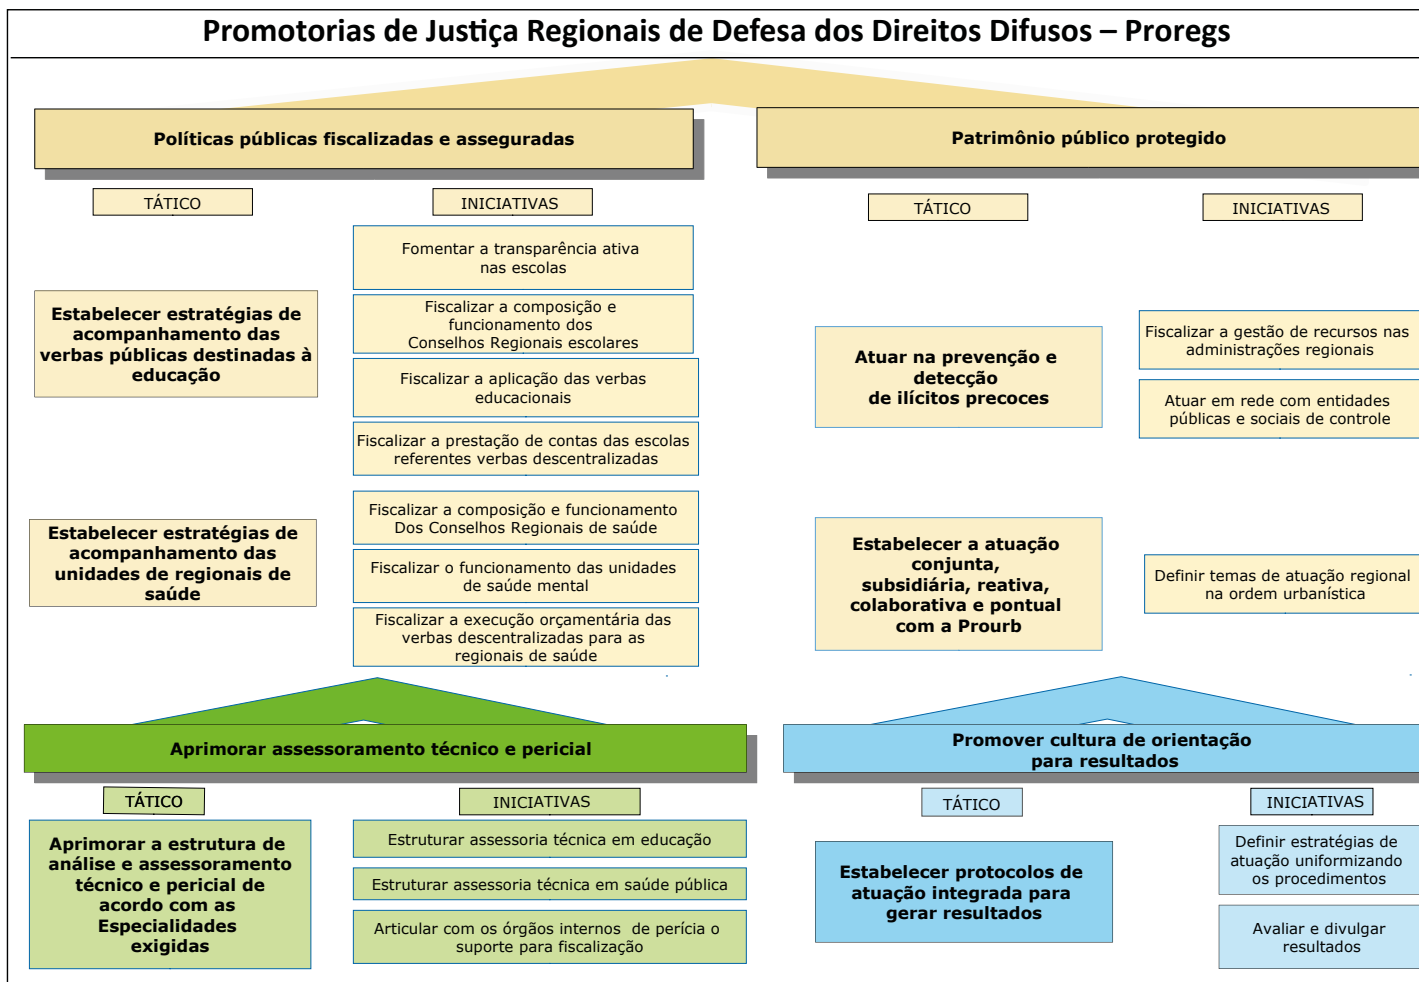 Promotorias de Justiça Regionais de Defesa dos Direitos Difusos – Proregs
Políticas públicas fiscalizadas e asseguradas
TÁTICO
INICIATIVAS
Estabelecer estratégias de
acompanhamento das
verbas públicas destinadas à
educação
Fomentar a transparência ativa
nas escolas
Fiscalizar a composição e
funcionamento dos
Conselhos Regionais escolares
Fiscalizar a aplicação das verbas
educacionais
Fiscalizar a prestação de contas das escolas
referentes verbas descentralizadas
Estabelecer estratégias de
acompanhamento das
unidades de regionais de
saúde
Fiscalizar a composição e funcionamento
Dos Conselhos Regionais de saúde
Fiscalizar o funcionamento das unidades
de saúde mental
Fiscalizar a execução orçamentária das
verbas descentralizadas para as
regionais de saúde
Patrimônio público protegido
TÁTICO
INICIATIVAS
Atuar na prevenção e
detecção
de ilícitos precoces
Fiscalizar a gestão de recursos nas
administrações regionais
Atuar em rede com entidades
públicas e sociais de controle
Estabelecer a atuação
conjunta,
subsidiária, reativa,
colaborativa e pontual
com a Prourb
Definir temas de atuação regional
na ordem urbanística
Aprimorar assessoramento técnico e pericial
TÁTICO
INICIATIVAS
Aprimorar a estrutura de
análise e assessoramento
técnico e pericial de
acordo com as
Especialidades
exigidas
Estruturar assessoria técnica em educação
Estruturar assessoria técnica em saúde pública
Articular com os órgãos internos de perícia o
suporte para fiscalização
Promover cultura de orientação
para resultados
TÁTICO
INICIATIVAS
Estabelecer protocolos de
atuação integrada para
gerar resultados
Definir estratégias de
atuação uniformizando
os procedimentos
Avaliar e divulgar
resultados